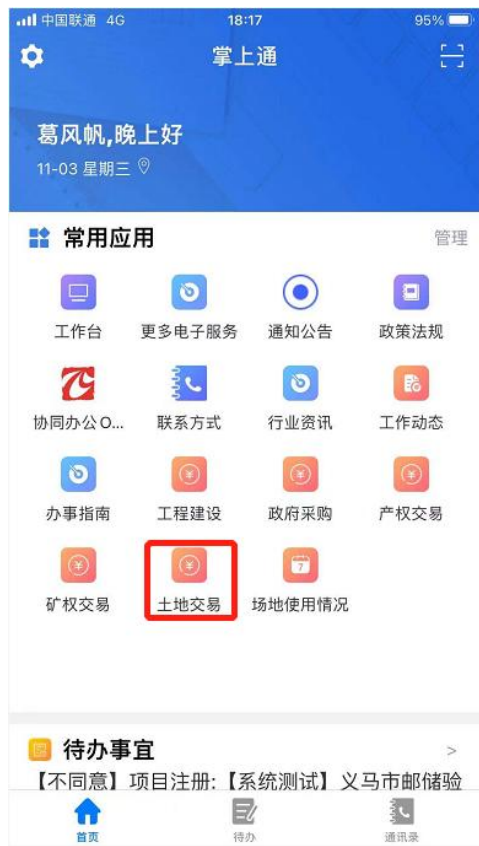 中国联通 4G 18:17 95%
掌上通
葛风帆,晚上好
11-03 星期三
常用应用 管理
工作台 更多电子服务 通知公告 政策法规
协同办公O... 联系方式 行业资讯 工作动态
办事指南 工程建设 政府采购 产权交易
矿权交易 土地交易 场地使用情况
7
待办事宜 >
【不同意】项目注册:【系统测试】义马市邮储验
首页 待办 通讯录